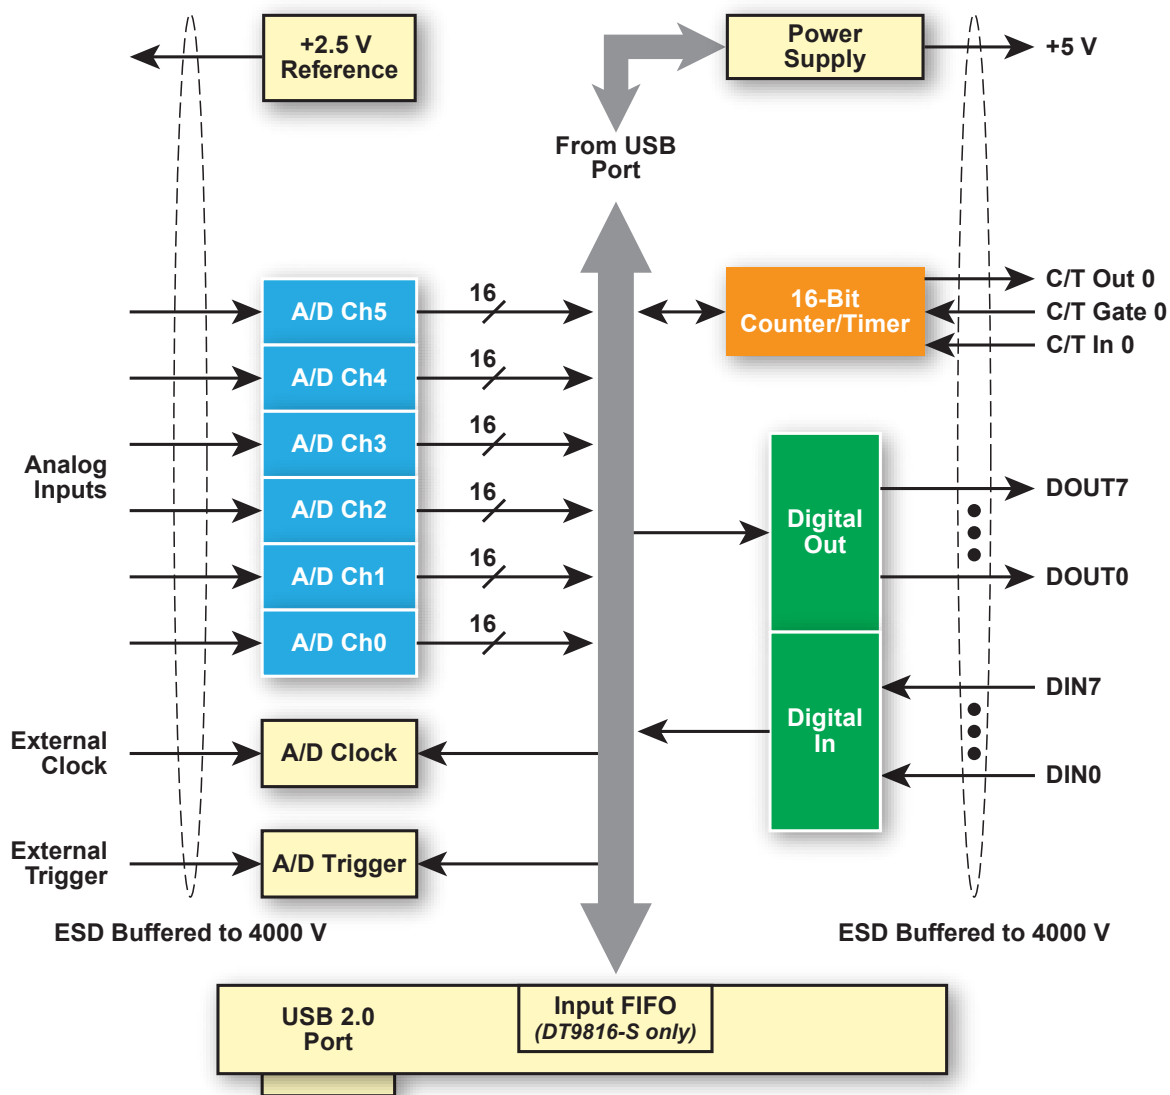 +2.5 V
Reference
Power
Supply
+5 V
From USB
Port
A/D Ch5
16
A/D Ch4
16
A/D Ch3
16
A/D Ch2
16
A/D Ch1
16
A/D Ch0
16
Analog
Inputs
16-Bit
Counter/Timer
C/T Out 0
C/T Gate 0
C/T In 0
Digital
Out
DOUT7
DOUT0
Digital
In
DIN7
DIN0
External
Clock
A/D Clock
External
Trigger
A/D Trigger
ESD Buffered to 4000 V
ESD Buffered to 4000 V
USB 2.0
Port
Input FIFO
(DT9816-S only)